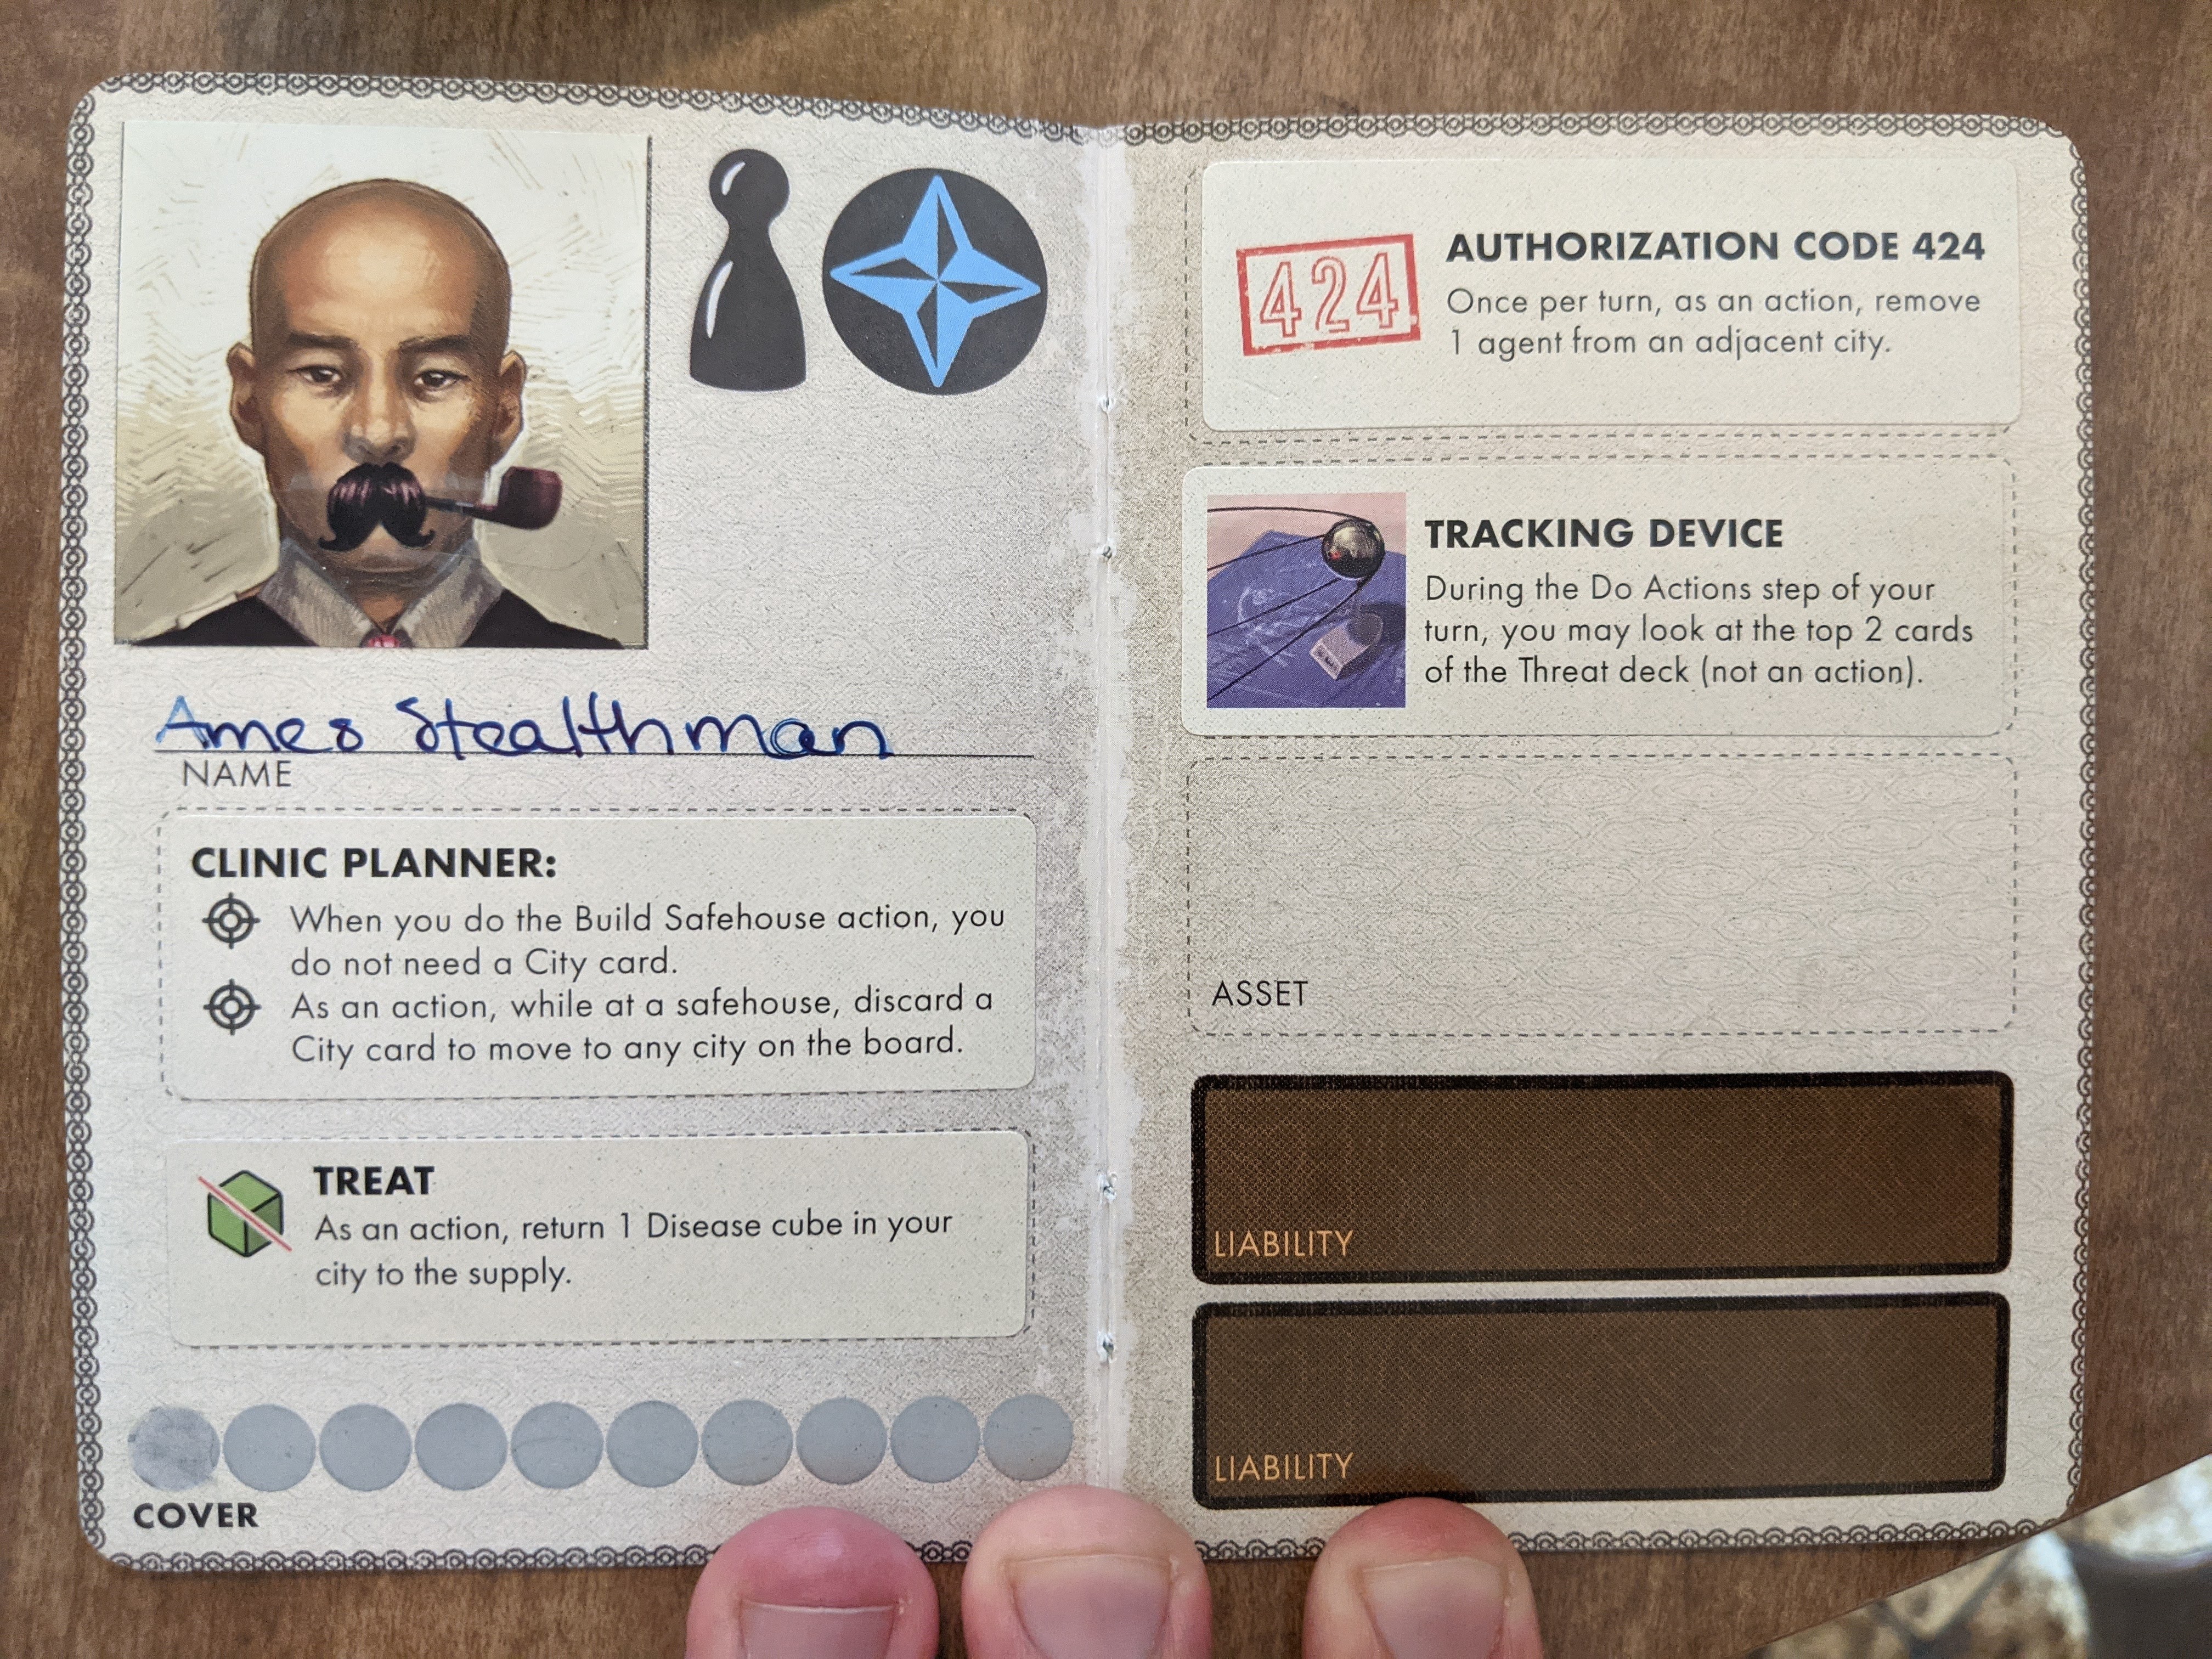 Ames Stealthman
NAME
CLINIC PLANNER:
When you do the Build Safehouse action, you
do not need a City card.
As an action, while at a safehouse, discard a
City card to move to any city on the board.
TREAT
As an action, return 1 Disease cube in your
city to the supply.
COVER
424
AUTHORIZATION CODE 424
Once per turn, as an action, remove
1 agent from an adjacent city.
TRACKING DEVICE
During the Do Actions step of your
turn, you may look at the top 2 cards
of the Threat deck (not an action).
ASSET
LIABILITY
LIABILITY